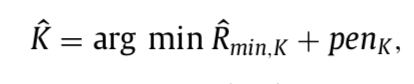 K̂ = arg min R̂_{min,K} + pen_K,